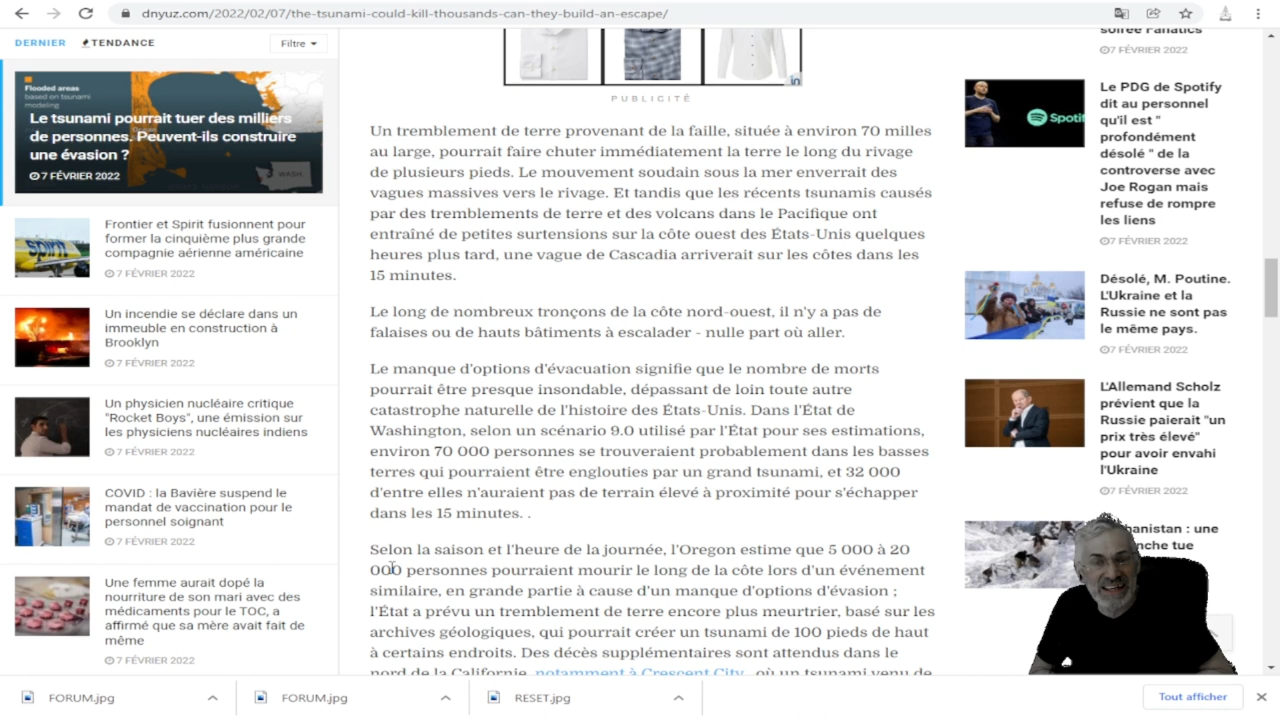 dnyuz.com/2022/02/07/the-tsunami-could-kill-thousands-can-they-build-an-escape/
DERNIER
TENDANCE
Filtre
Flooded areas
based on tsunami
modeling
Le tsunami pourrait tuer des milliers
de personnes. Peuvent-ils construire
une évasion ?
7 FÉVRIER 2022
WASH
Frontier et Spirit fusionnent pour
former la cinquième plus grande
compagnie aérienne américaine
7 FÉVRIER 2022
spirit
Un incendie se déclare dans un
immeuble en construction à
Brooklyn
7 FÉVRIER 2022
Un physicien nucléaire critique
"Rocket Boys", une émission sur
les physiciens nucléaires indiens
7 FÉVRIER 2022
COVID : la Bavière suspend le
mandat de vaccination pour le
personnel soignant
7 FÉVRIER 2022
Une femme aurait dopé la
nourriture de son mari avec des
médicaments pour le TOC, a
affirmé que sa mère avait fait de
même
7 FÉVRIER 2022
in
PUBLICITÉ
Un tremblement de terre provenant de la faille, située à environ 70 milles
au large, pourrait faire chuter immédiatement la terre le long du rivage
de plusieurs pieds. Le mouvement soudain sous la mer enverrait des
vagues massives vers le rivage. Et tandis que les récents tsunamis causés
par des tremblements de terre et des volcans dans le Pacifique ont
entraîné de petites surtensions sur la côte ouest des États-Unis quelques
heures plus tard, une vague de Cascadia arriverait sur les côtes dans les
15 minutes.
Le long de nombreux tronçons de la côte nord-ouest, il n'y a pas de
falaises ou de hauts bâtiments à escalader - nulle part où aller.
Le manque d'options d'évacuation signifie que le nombre de morts
pourrait être presque insondable, dépassant de loin toute autre
catastrophe naturelle de l'histoire des États-Unis. Dans l'État de
Washington, selon un scénario 9.0 utilisé par l'État pour ses estimations,
environ 70 000 personnes se trouveraient probablement dans les basses
terres qui pourraient être englouties par un grand tsunami, et 32 000
d'entre elles n'auraient pas de terrain élevé à proximité pour s'échapper
dans les 15 minutes. .
Selon la saison et l'heure de la journée, l'Oregon estime que 5 000 à 20
000 personnes pourraient mourir le long de la côte lors d'un événement
similaire, en grande partie à cause d'un manque d'options d'évasion ;
l'État a prévu un tremblement de terre encore plus meurtrier, basé sur les
archives géologiques, qui pourrait créer un tsunami de 100 pieds de haut
à certains endroits. Des décès supplémentaires sont attendus dans le
nord de la Californie, notamment à Crescent City, où un tsunami venu de
soirée Fanatics
7 FÉVRIER 2022
Spotif
Le PDG de Spotify
dit au personnel
qu'il est "
profondément
désolé " de la
controverse avec
Joe Rogan mais
refuse de rompre
les liens
7 FÉVRIER 2022
Désolé, M. Poutine.
L'Ukraine et la
Russie ne sont pas
le même pays.
7 FÉVRIER 2022
L'Allemand Scholz
prévient que la
Russie paierait "un
prix très élevé"
pour avoir envahi
l'Ukraine
7 FÉVRIER 2022
hanistan : une
nche tue
FORUM.jpg
FORUM.jpg
RESET.jpg
Tout afficher